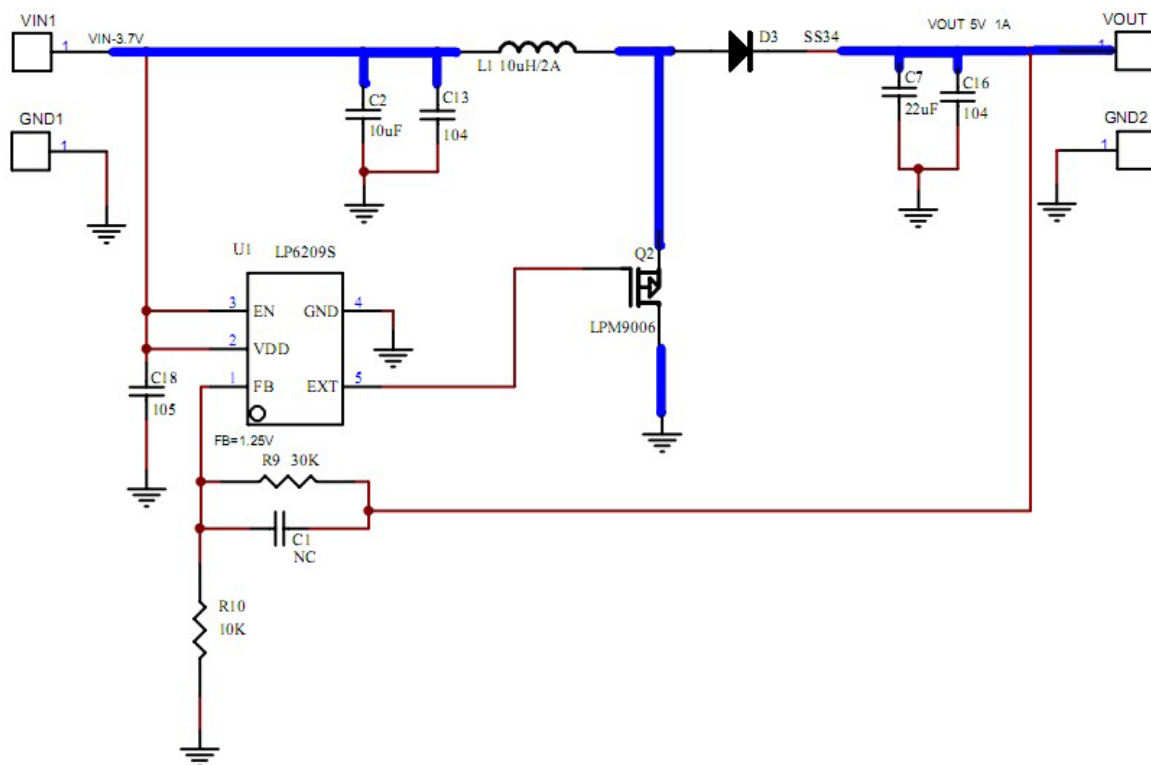 VIN1
1
VIN-3.7V
L1 10uH/2A
D3
SS34
VOUT 5V 1A
VOUT
1
C2
10uF
C13
104
C7
22uF
C16
104
GND1
1
GND2
1
U1
LP6209S
3
EN
GND
4
2
VDD
1
FB
EXT
5
FB=1.25V
Q2
LPM9006
C18
105
R9 30K
C1
NC
R10
10K